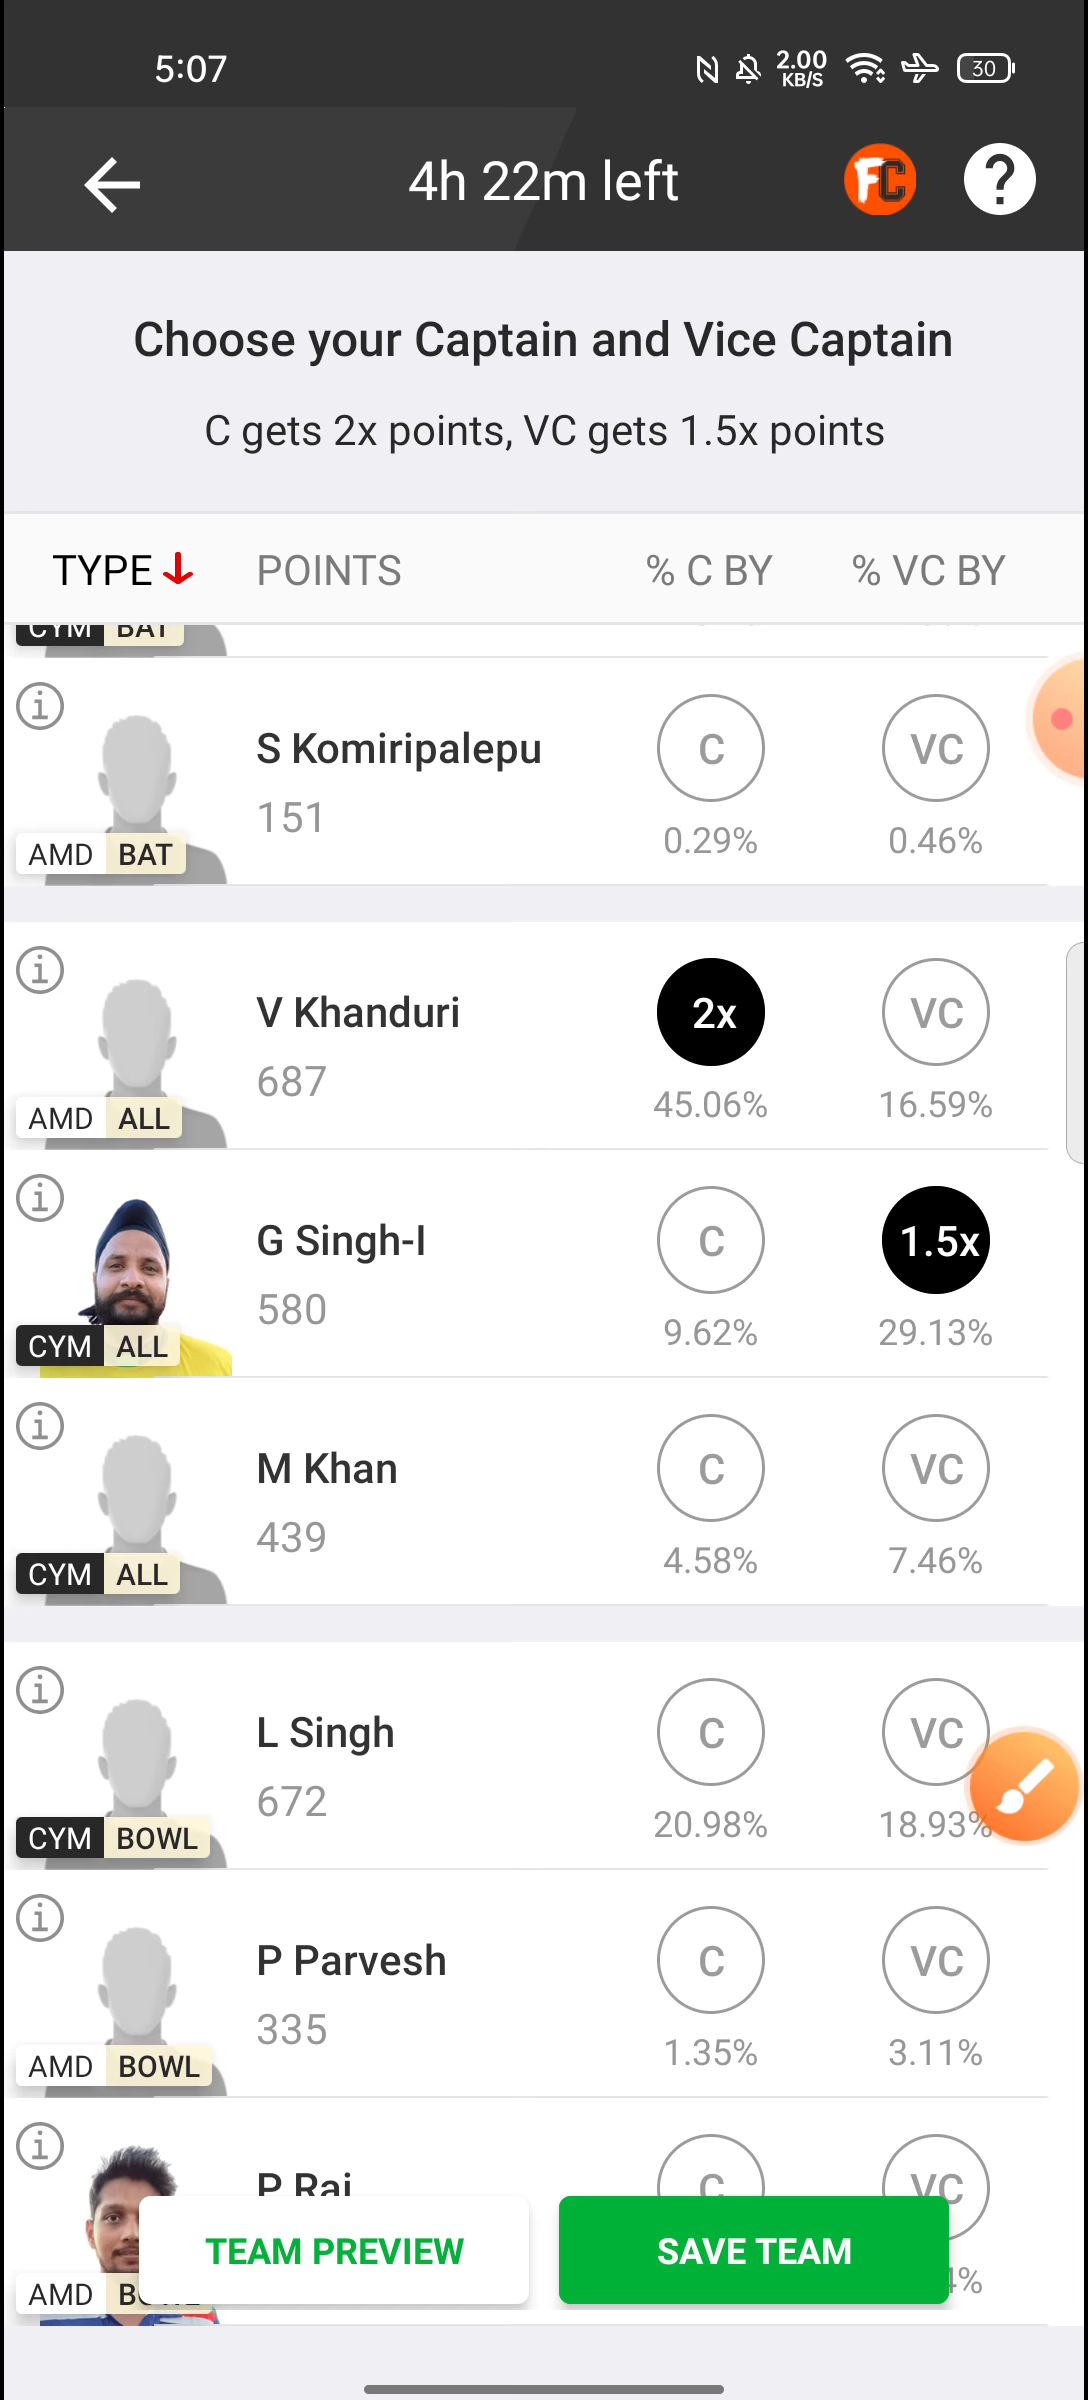 5:07
2.00
KB/S
30
4h 22m left
FC
?
Choose your Captain and Vice Captain
C gets 2x points, VC gets 1.5x points
TYPE POINTS % C BY % VC BY
CYM BAT
S Komiripalepu C VC
151
0.29% 0.46%
AMD BAT
V Khanduri 2x VC
687
45.06% 16.59%
AMD ALL
G Singh-I C 1.5x
580
9.62% 29.13%
CYM ALL
M Khan C VC
439
4.58% 7.46%
CYM ALL
L Singh C VC
672
20.98% 18.93%
CYM BOWL
P Parvesh C VC
335
1.35% 3.11%
AMD BOWL
P Rai C VC
TEAM PREVIEW SAVE TEAM
AMD